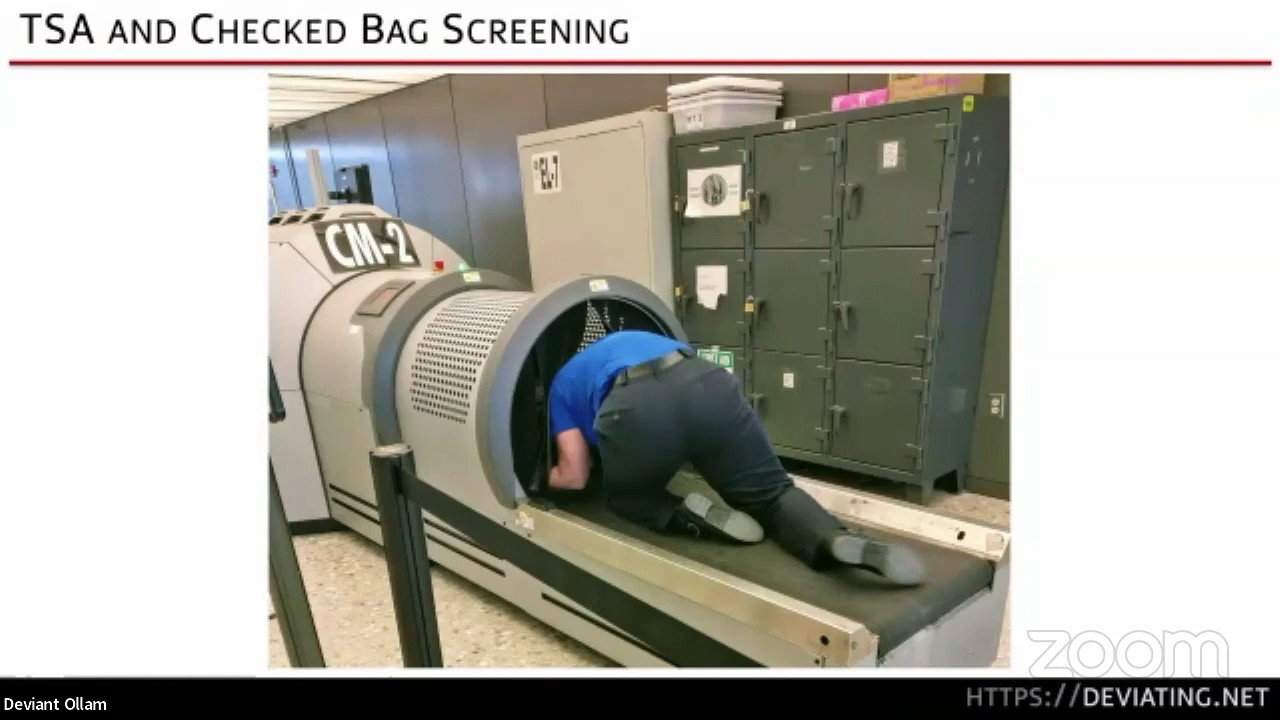 TSA AND CHECKED BAG SCREENING
CM-2
zoom
Deviant Ollam
HTTPS://DEVIATING.NET